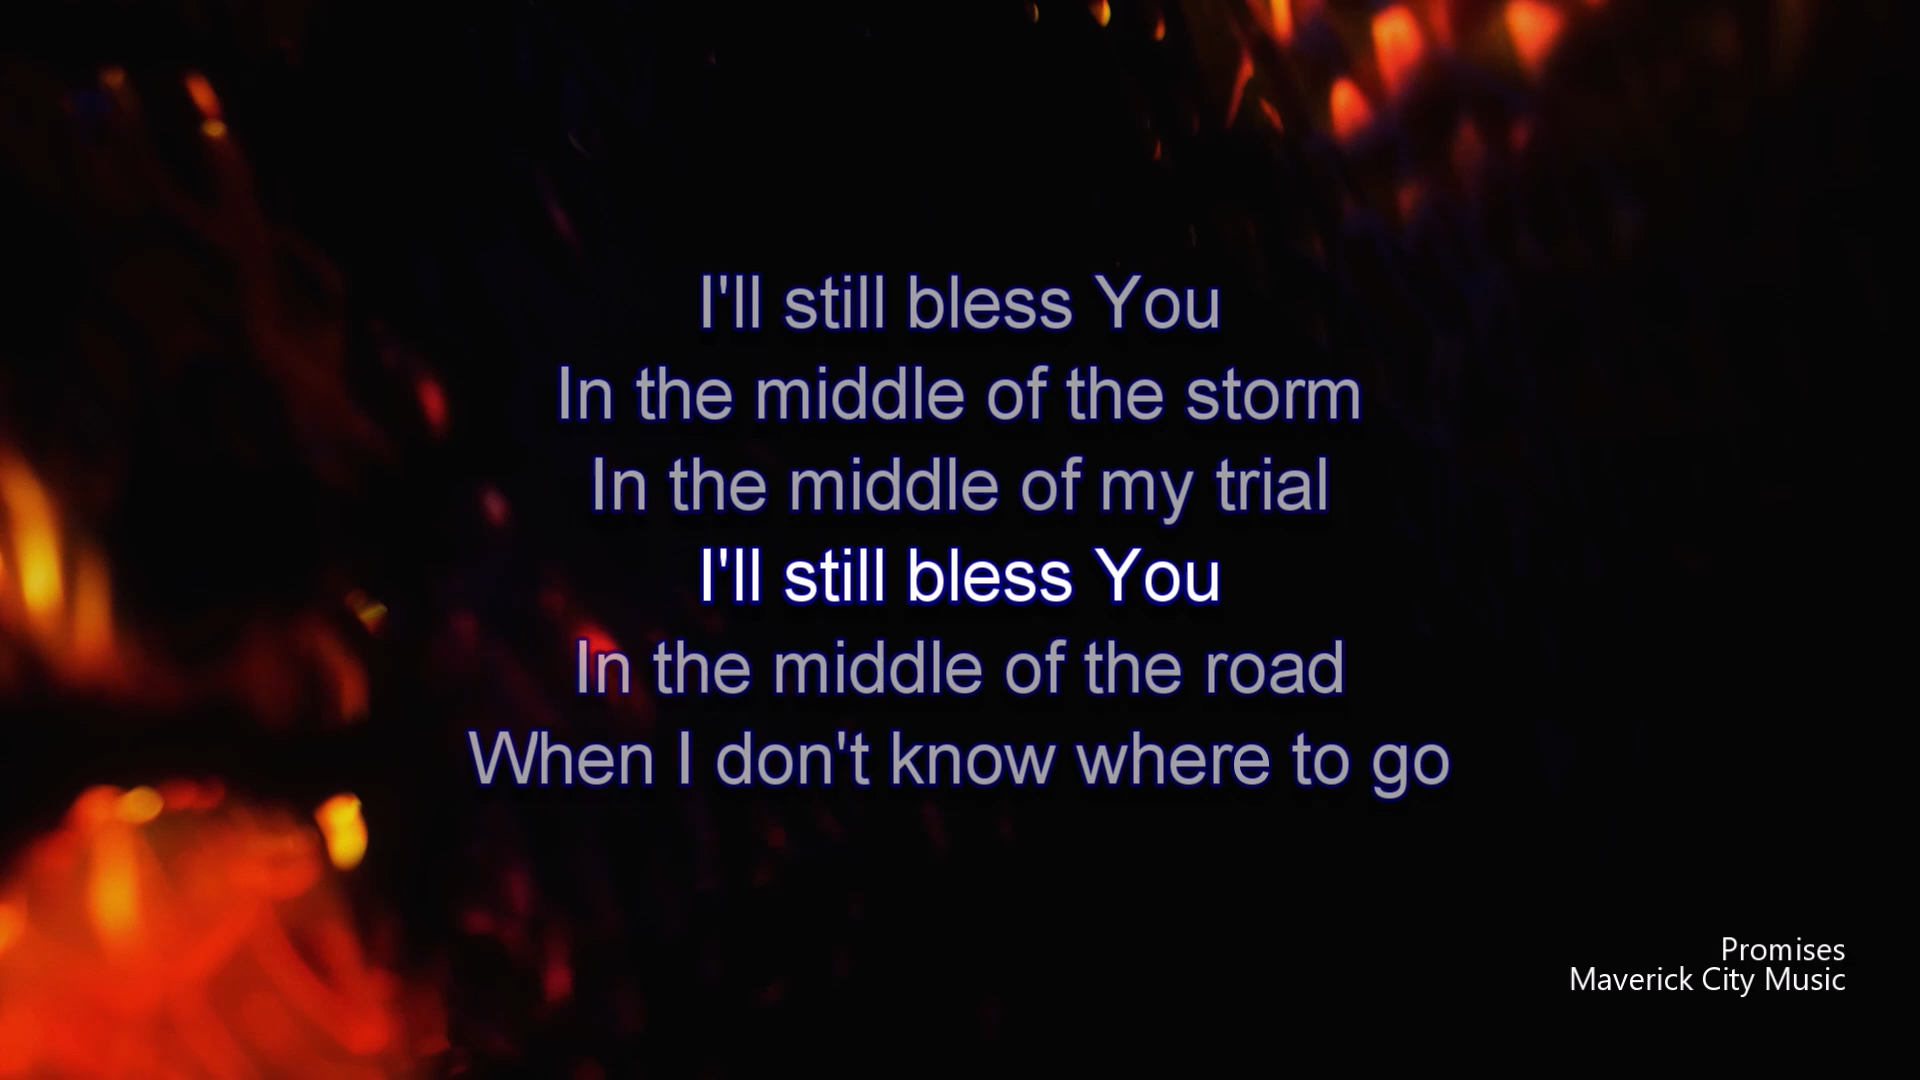 I'll still bless You
In the middle of the storm
In the middle of my trial
I'll still bless You
In the middle of the road
When I don't know where to go
Promises
Maverick City Music